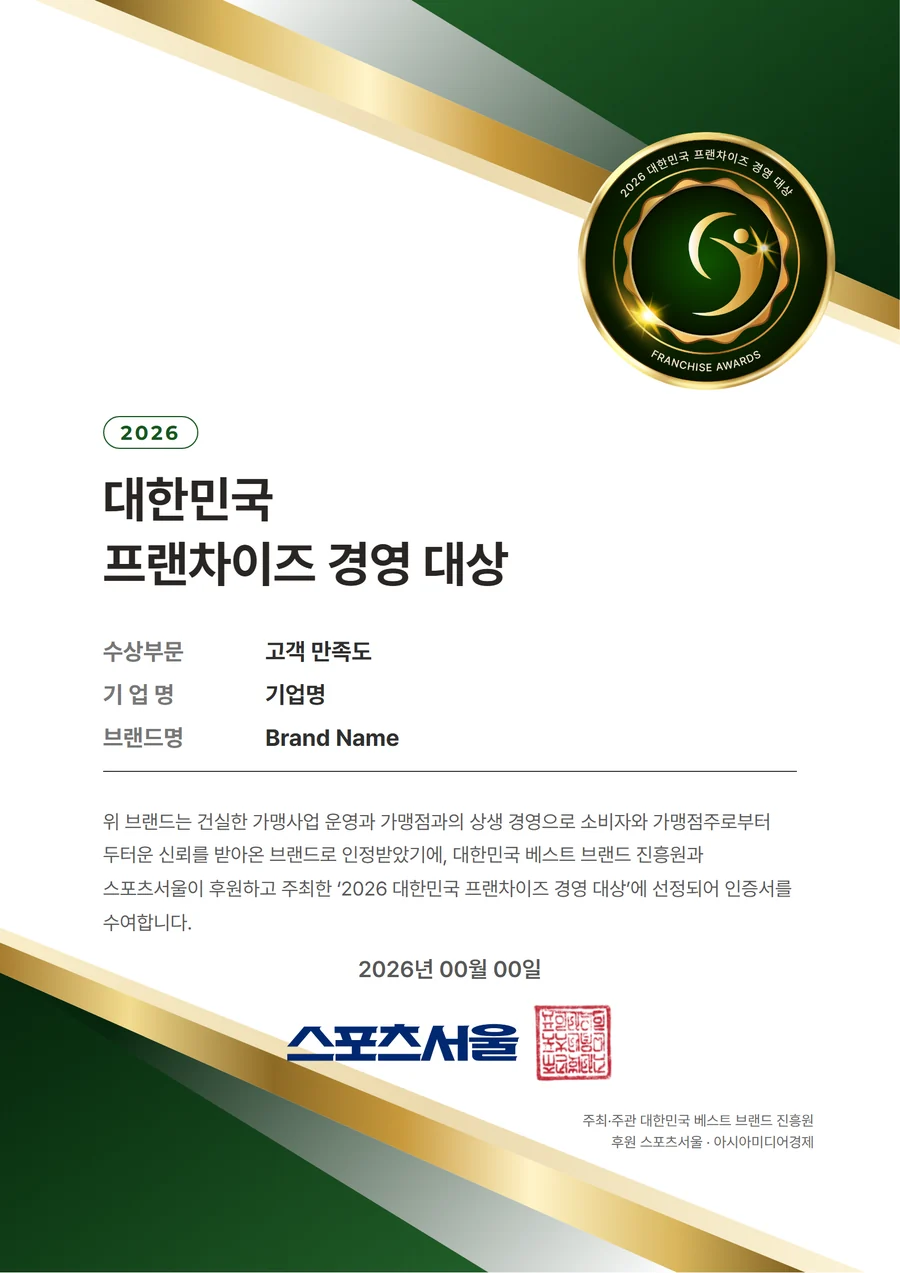 2026 대한민국 프랜차이즈 경영 대상
FRANCHISE AWARDS
2026
대한민국
프랜차이즈 경영 대상
수상부문 고객 만족도
기 업 명 기업명
브랜드명 Brand Name
위 브랜드는 건실한 가맹사업 운영과 가맹점과의 상생 경영으로 소비자와 가맹점주로부터
두터운 신뢰를 받아온 브랜드로 인정받았기에, 대한민국 베스트 브랜드 진흥원과
스포츠서울이 후원하고 주최한 ‘2026 대한민국 프랜차이즈 경영 대상’에 선정되어 인증서를
수여합니다.
2026년 00월 00일
스포츠서울
주최·주관 대한민국 베스트 브랜드 진흥원
후원 스포츠서울 · 아시아미디어경제